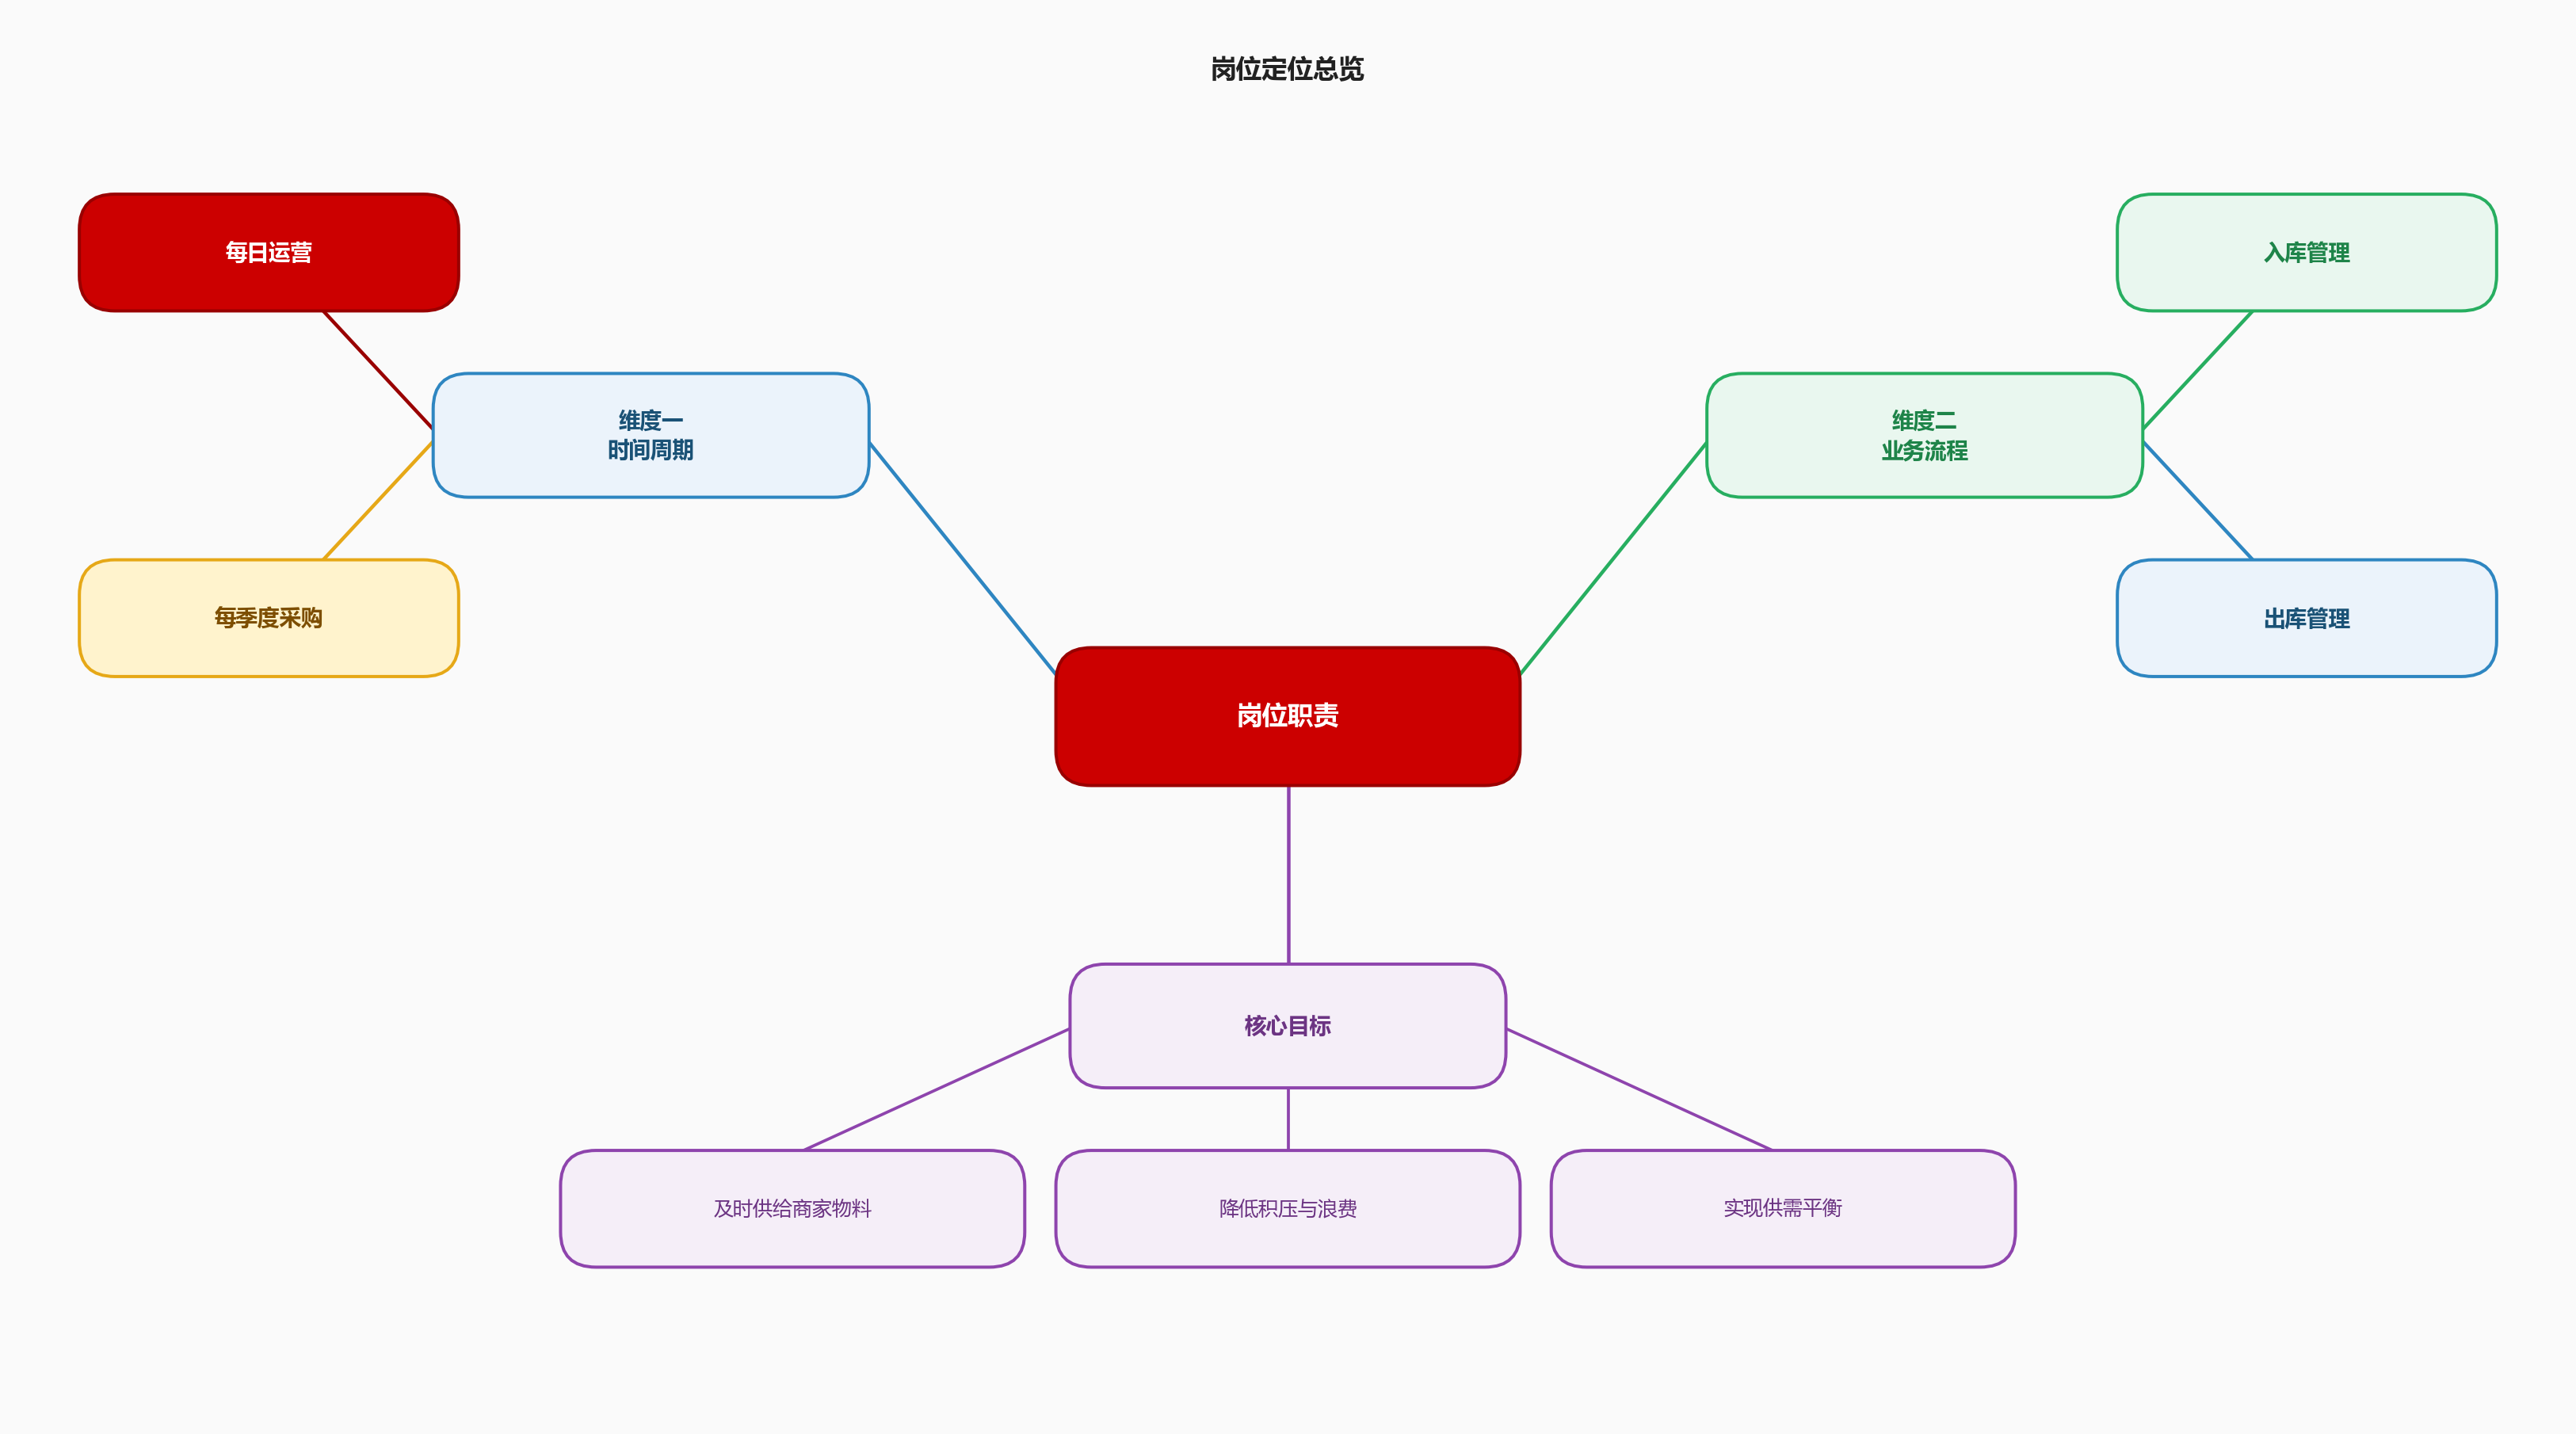 岗位定位总览
每日运营
入库管理
维度一
时间周期
维度二
业务流程
每季度采购
出库管理
岗位职责
核心目标
及时供给商家物料
降低积压与浪费
实现供需平衡